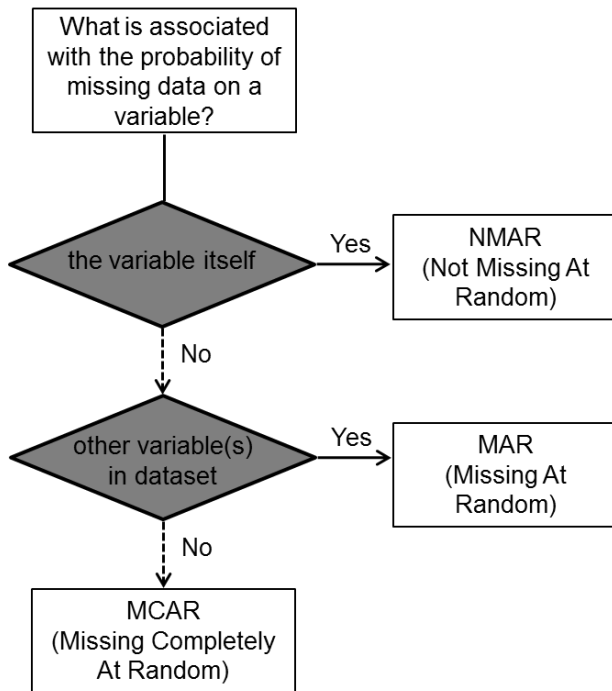 What is associated
with the probability of
missing data on a
variable?
the variable itself
Yes
NMAR
(Not Missing At
Random)
No
other variable(s)
in dataset
Yes
MAR
(Missing At
Random)
No
MCAR
(Missing Completely
At Random)